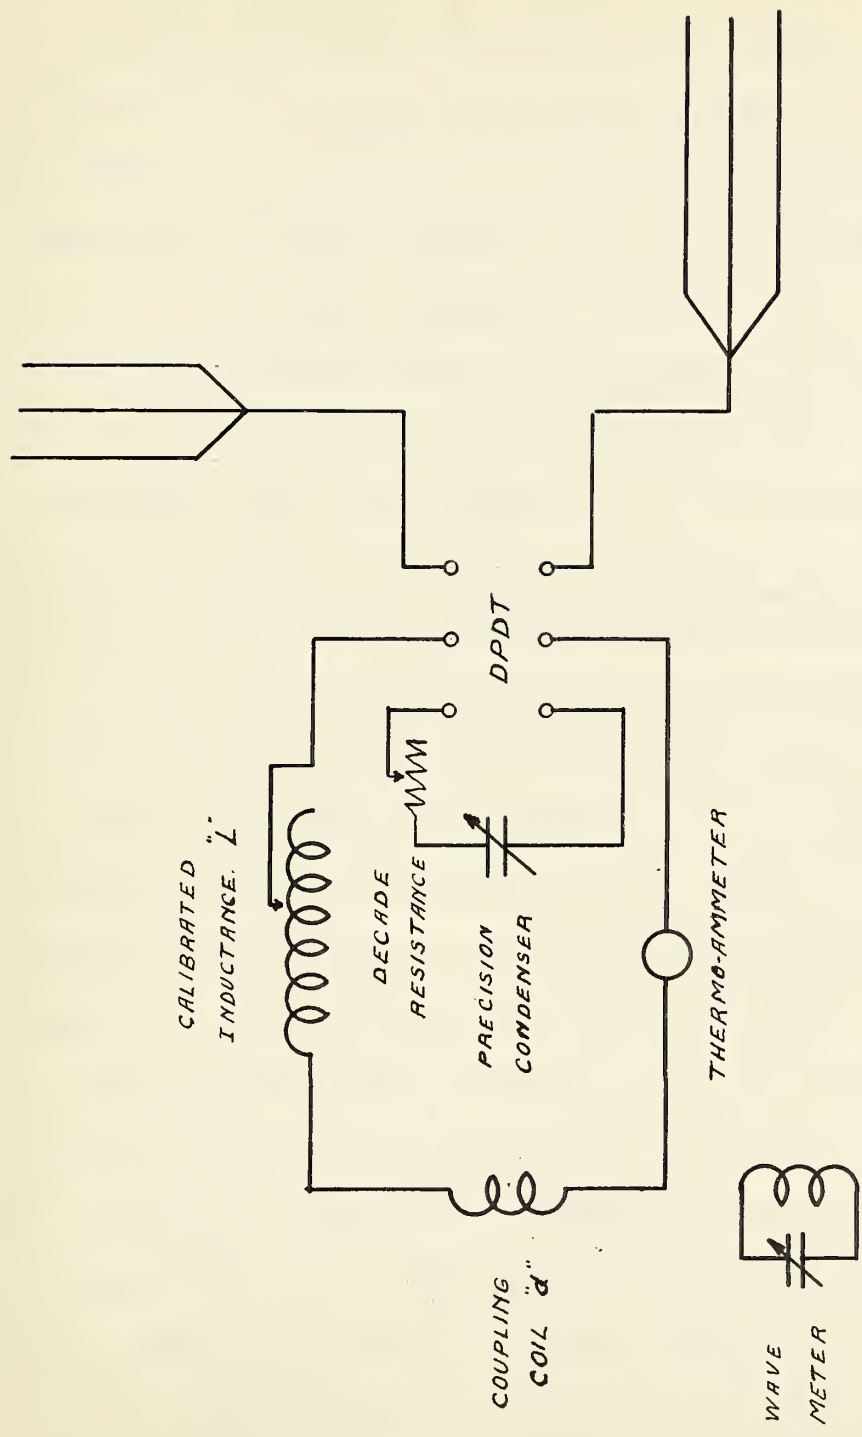 CALIBRATED
INDUCTANCE. "L"
DECADE
RESISTANCE
PRECISION
CONDENSER
DPDT
COUPLING
COIL "d"
THERMO-AMMETER
WAVE
METER